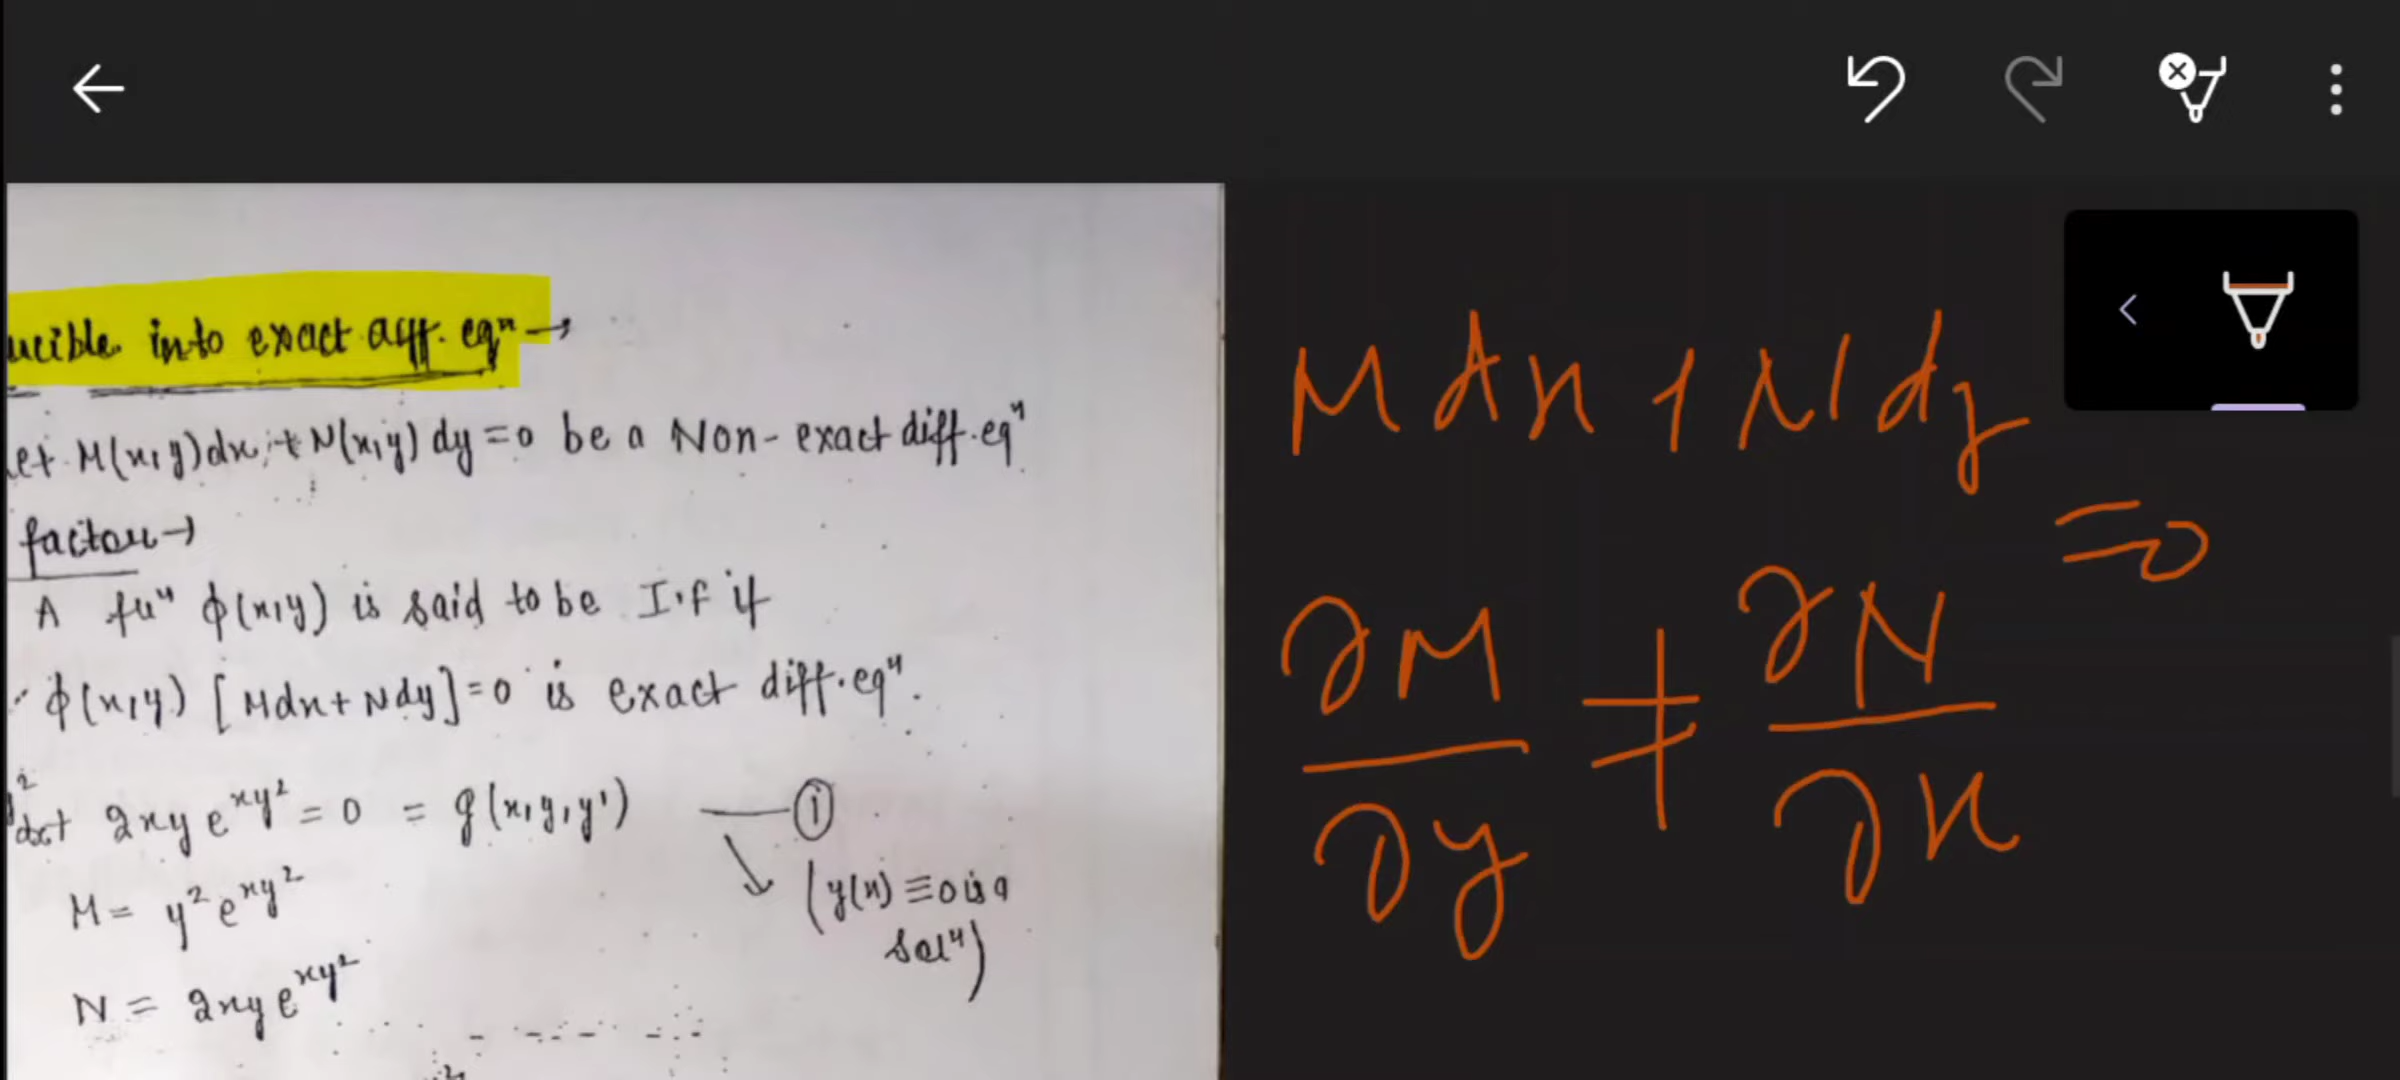 ucible into exact diff. eqⁿ →
et M(x,y)dx + N(x,y) dy = 0 be a Non-exact diff.eqⁿ
factor →
A fuⁿ ϕ(x,y) is said to be I.f if
ϕ(x,y) [Mdx + Ndy] = 0 is exact diff.eqⁿ.
2xy e^{xy²} = 0 = g(x,y,y') — ①
M = y² e^{xy²}
(y(x) ≡ 0 is a
solⁿ)
N = 2xy e^{xy²}
M dx + N dy
= 0
∂M/∂y ≠ ∂N/∂x